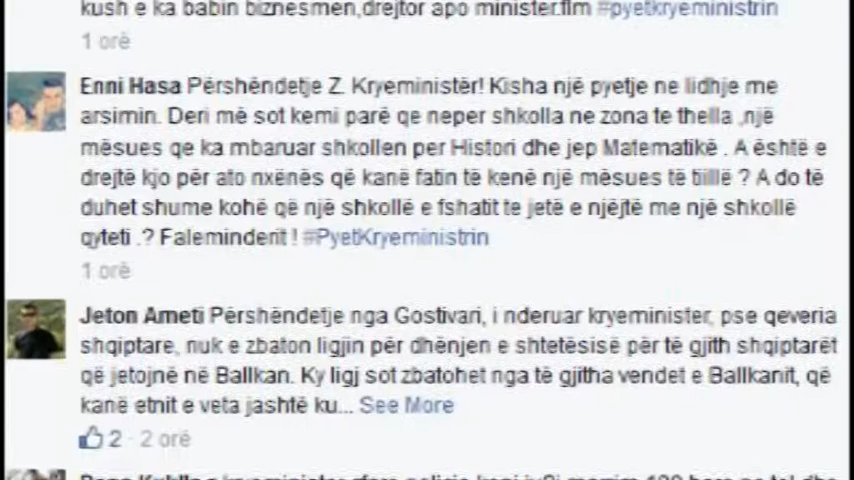 kush e ka babin biznesmen,drejtor apo minister.flm #pyetkryeministrin
1 orë
Enni Hasa Përshëndetje Z. Kryeministër! Kisha një pyetje ne lidhje me
arsimin. Deri më sot kemi parë qe neper shkolla ne zona te thella ,një
mësues qe ka mbaruar shkollen per Histori dhe jep Matematikë . A është e
drejtë kjo për ato nxënës që kanë fatin të kenë një mësues të tiillë ? A do të
duhet shume kohë që një shkollë e fshatit te jetë e njëjtë me një shkollë
qyteti .? Faleminderit ! #PyetKryeministrin
1 orë
Jeton Ameti Përshëndetje nga Gostivari, i nderuar kryeminister, pse qeveria
shqiptare, nuk e zbaton ligjin për dhënjen e shtetësisë për të gjith shqiptarët
që jetojnë në Ballkan. Ky ligj sot zbatohet nga të gjitha vendet e Ballkanit, që
kanë etnit e veta jashtë ku... See More
2 · 2 orë